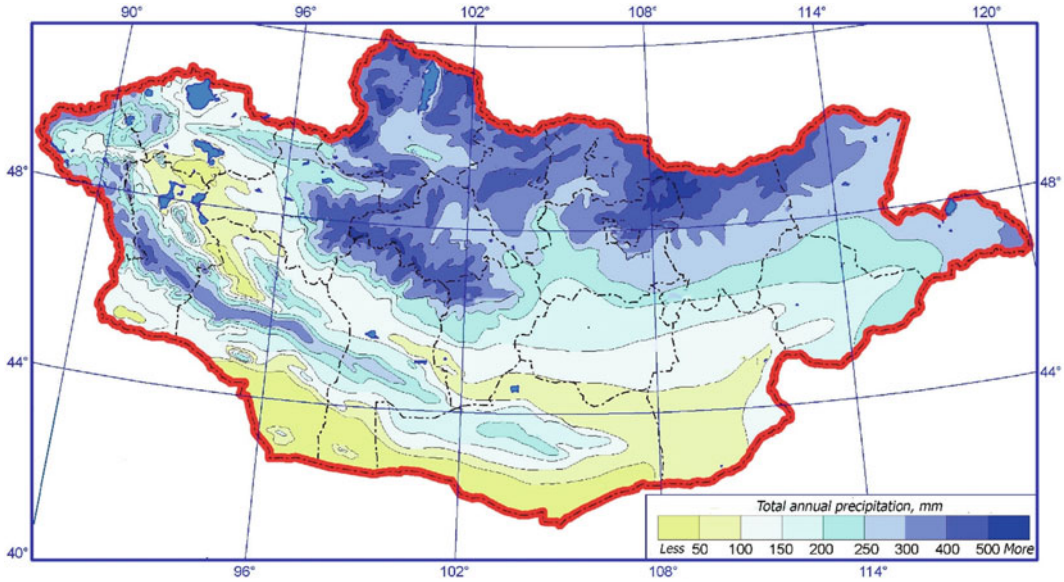 90° 96° 102° 108° 114° 120°
48° 48°
44° 44°
40° 40°
Total annual precipitation, mm
Less 50 100 150 200 250 300 400 500 More
96° 102° 108° 114°